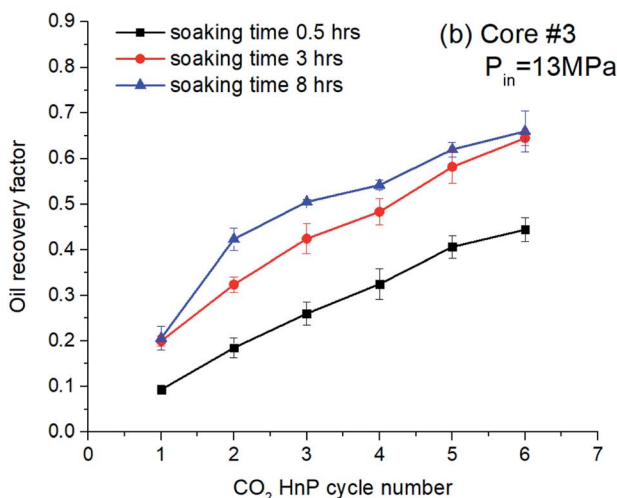 0.9
0.8
0.7
0.6
0.5
0.4
0.3
0.2
0.1
0.0
Oil recovery factor
soaking time 0.5 hrs
soaking time 3 hrs
soaking time 8 hrs
(b) Core #3
P_in=13MPa
0 1 2 3 4 5 6 7
CO₂ HnP cycle number